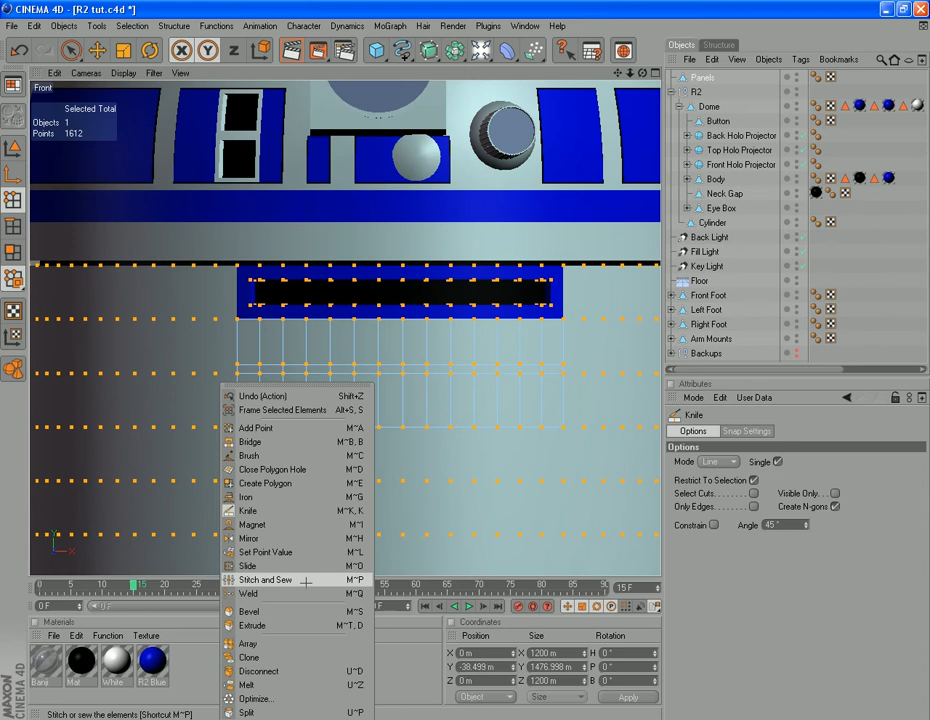 CINEMA 4D - [R2 tut.c4d *]
File Edit Objects Tools Selection Structure Functions Animation Character Dynamics MoGraph Hair Render Plugins Window Help
Edit Cameras Display Filter View
Front
Selected Total
Objects 1
Points 1612
Undo (Action) Shift+Z
Frame Selected Elements Alt+S, S
Add Point M~A
Bridge M~B, B
Brush M~C
Close Polygon Hole M~D
Create Polygon M~E
Iron M~G
Knife M~K, K
Magnet M~I
Mirror M~H
Set Point Value M~L
Slide M~O
Stitch and Sew M~P
Weld M~Q
Bevel M~S
Extrude M~T, D
Array
Clone
Disconnect U~D
Melt U~Z
Optimize...
Split U~P
Objects Structure
File Edit View Objects Tags Bookmarks
Panels
R2
Dome
Button
Back Holo Projector
Top Holo Projector
Front Holo Projector
Body
Neck Gap
Eye Box
Cylinder
Back Light
Fill Light
Key Light
Floor
Front Foot
Left Foot
Right Foot
Arm Mounts
Backups
Attributes
Mode Edit User Data
Knife
Options Snap Settings
Options
Mode Line Single
Restrict To Selection
Select Cuts Visible Only
Only Edges Create N-gons
Constrain Angle 45 °
0 5 10 15 55 60 65 70 75 80 85 90 15 F
0 F 0 F
Materials
File Edit Function Texture
Banji Mat White R2 Blue
Coordinates
Position Size Rotation
X 0 m X 1200 m H 0 °
Y -38.499 m Y 1476.998 m P 0 °
Z 0 m Z 1200 m B 0 °
Object Size Apply
MAXON CINEMA 4D
Stitch or sew the elements [Shortcut M~P]